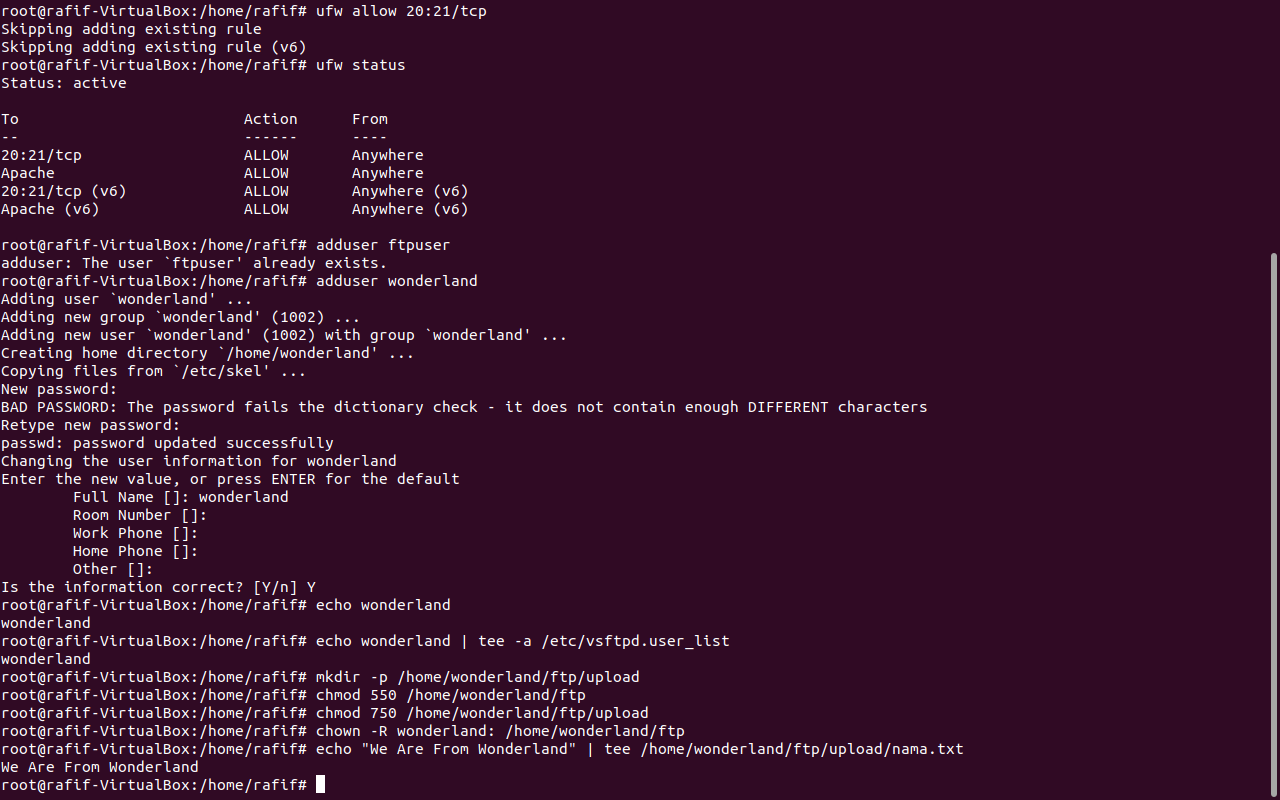 root@rafif-VirtualBox:/home/rafif# ufw allow 20:21/tcp
Skipping adding existing rule
Skipping adding existing rule (v6)
root@rafif-VirtualBox:/home/rafif# ufw status
Status: active

To                         Action      From
--                         ------      ----
20:21/tcp                  ALLOW       Anywhere
Apache                     ALLOW       Anywhere
20:21/tcp (v6)             ALLOW       Anywhere (v6)
Apache (v6)                ALLOW       Anywhere (v6)

root@rafif-VirtualBox:/home/rafif# adduser ftpuser
adduser: The user `ftpuser' already exists.
root@rafif-VirtualBox:/home/rafif# adduser wonderland
Adding user `wonderland' ...
Adding new group `wonderland' (1002) ...
Adding new user `wonderland' (1002) with group `wonderland' ...
Creating home directory `/home/wonderland' ...
Copying files from `/etc/skel' ...
New password:
BAD PASSWORD: The password fails the dictionary check - it does not contain enough DIFFERENT characters
Retype new password:
passwd: password updated successfully
Changing the user information for wonderland
Enter the new value, or press ENTER for the default
        Full Name []: wonderland
        Room Number []:
        Work Phone []:
        Home Phone []:
        Other []:
Is the information correct? [Y/n] Y
root@rafif-VirtualBox:/home/rafif# echo wonderland
wonderland
root@rafif-VirtualBox:/home/rafif# echo wonderland | tee -a /etc/vsftpd.user_list
wonderland
root@rafif-VirtualBox:/home/rafif# mkdir -p /home/wonderland/ftp/upload
root@rafif-VirtualBox:/home/rafif# chmod 550 /home/wonderland/ftp
root@rafif-VirtualBox:/home/rafif# chmod 750 /home/wonderland/ftp/upload
root@rafif-VirtualBox:/home/rafif# chown -R wonderland: /home/wonderland/ftp
root@rafif-VirtualBox:/home/rafif# echo "We Are From Wonderland" | tee /home/wonderland/ftp/upload/nama.txt
We Are From Wonderland
root@rafif-VirtualBox:/home/rafif#